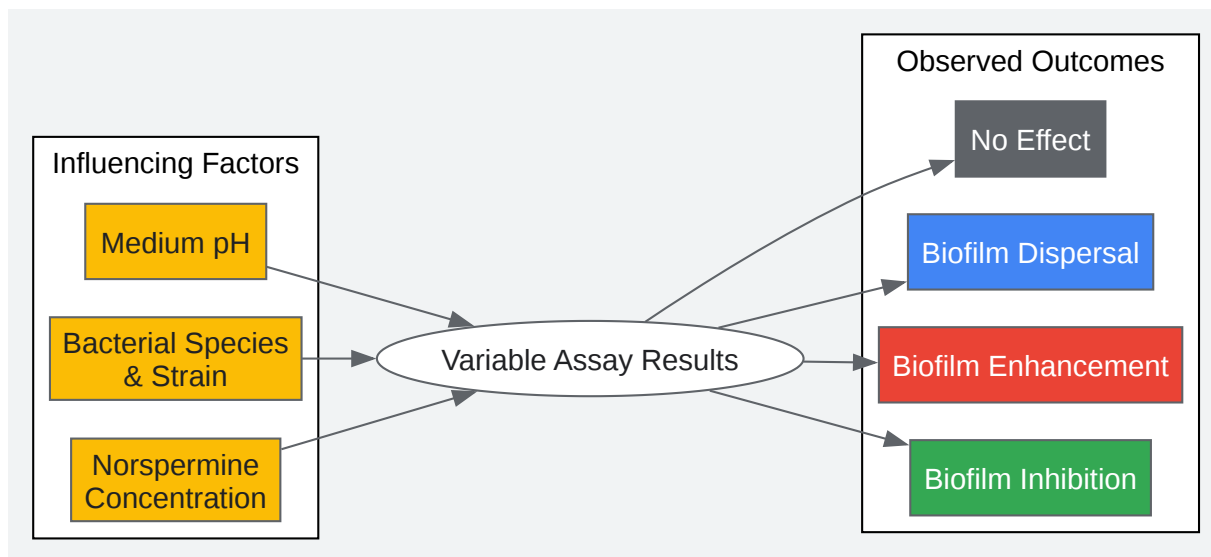 Influencing Factors
Medium pH
Bacterial Species
& Strain
Norspermine
Concentration
Variable Assay Results
Observed Outcomes
No Effect
Biofilm Dispersal
Biofilm Enhancement
Biofilm Inhibition